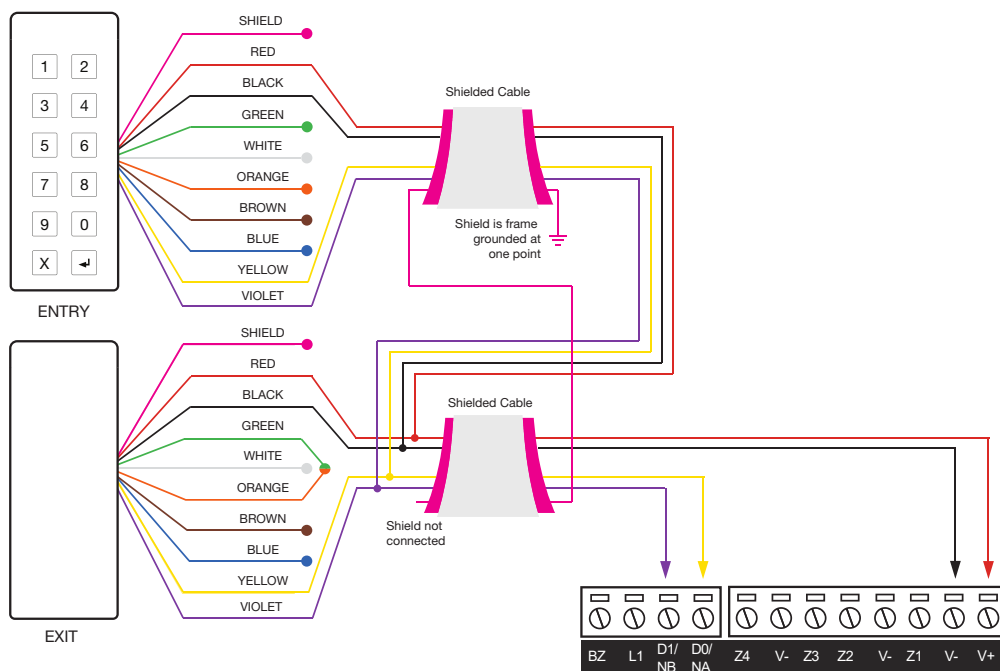 SHIELD
RED
BLACK
GREEN
WHITE
ORANGE
BROWN
BLUE
YELLOW
VIOLET
1 2
3 4
5 6
7 8
9 0
X ↵
ENTRY
Shielded Cable
Shield is frame
grounded at
one point
SHIELD
RED
BLACK
GREEN
WHITE
ORANGE
BROWN
BLUE
YELLOW
VIOLET
EXIT
Shielded Cable
Shield not
connected
BZ L1 D1/ D0/ Z4 V- Z3 Z2 V- Z1 V- V+
NB NA